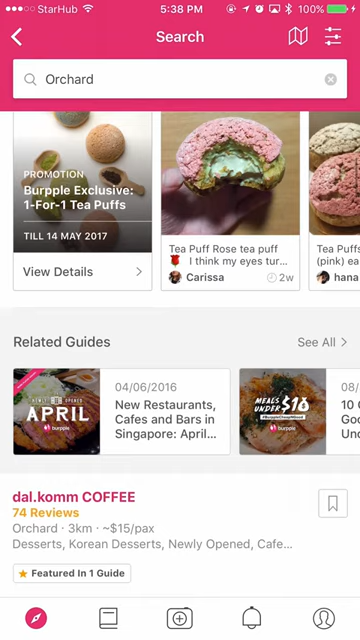 StarHub 5:38 PM 100%
Search
Orchard
PROMOTION
Burpple Exclusive:
1-For-1 Tea Puffs
TILL 14 MAY 2017
View Details
Tea Puff Rose tea puff
🌹 I think my eyes tur...
Carissa 2w
Tea Puffs
(pink) ea
hana
Related Guides
See All
NEWLY OPENED
APRIL
burpple
04/06/2016
New Restaurants,
Cafes and Bars in
Singapore: April...
MEALS
UNDER $10
burpple
08/
10 G
Goo
Und
dal.komm COFFEE
74 Reviews
Orchard · 3km · ~$15/pax
Desserts, Korean Desserts, Newly Opened, Cafe...
Featured In 1 Guide